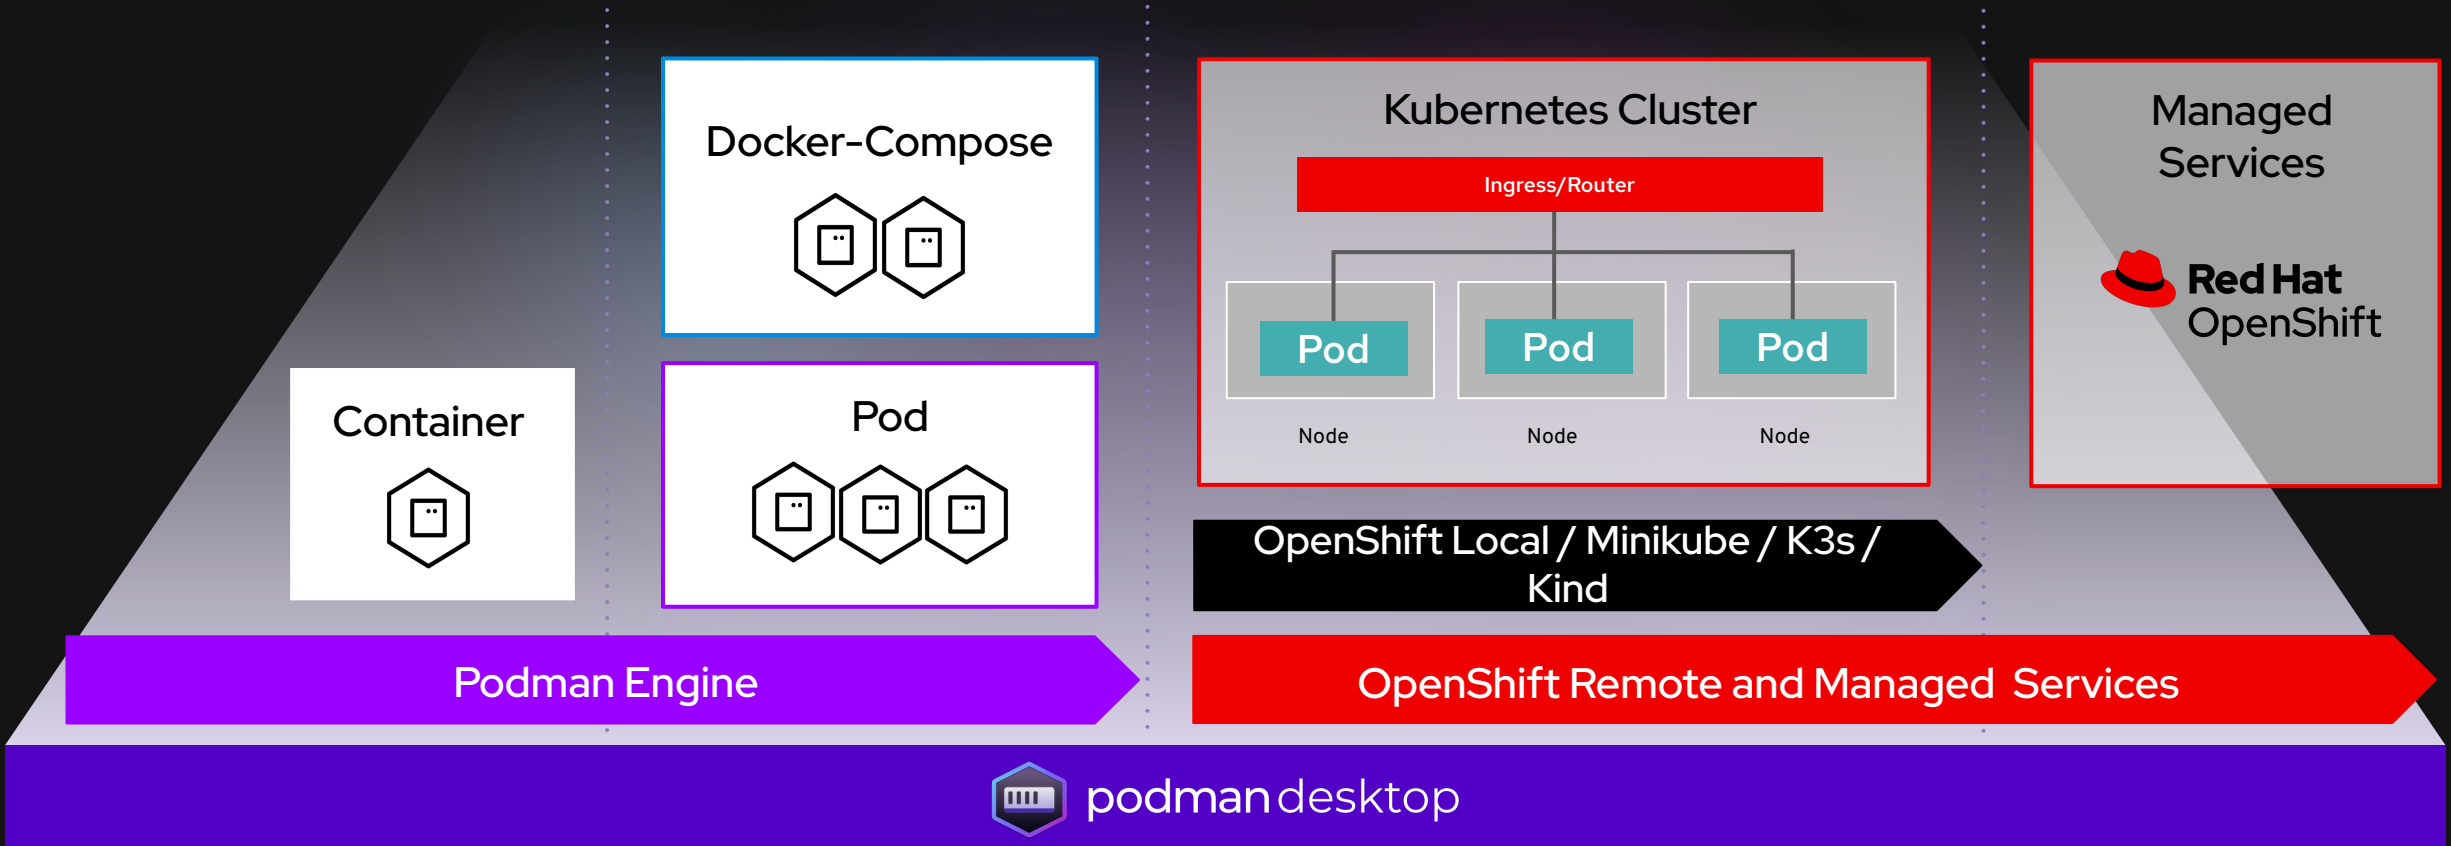 Container
Docker-Compose
Pod
Kubernetes Cluster
Ingress/Router
Pod
Pod
Pod
Node
Node
Node
Managed
Services
Red Hat
OpenShift
OpenShift Local / Minikube / K3s /
Kind
Podman Engine
OpenShift Remote and Managed Services
podman desktop